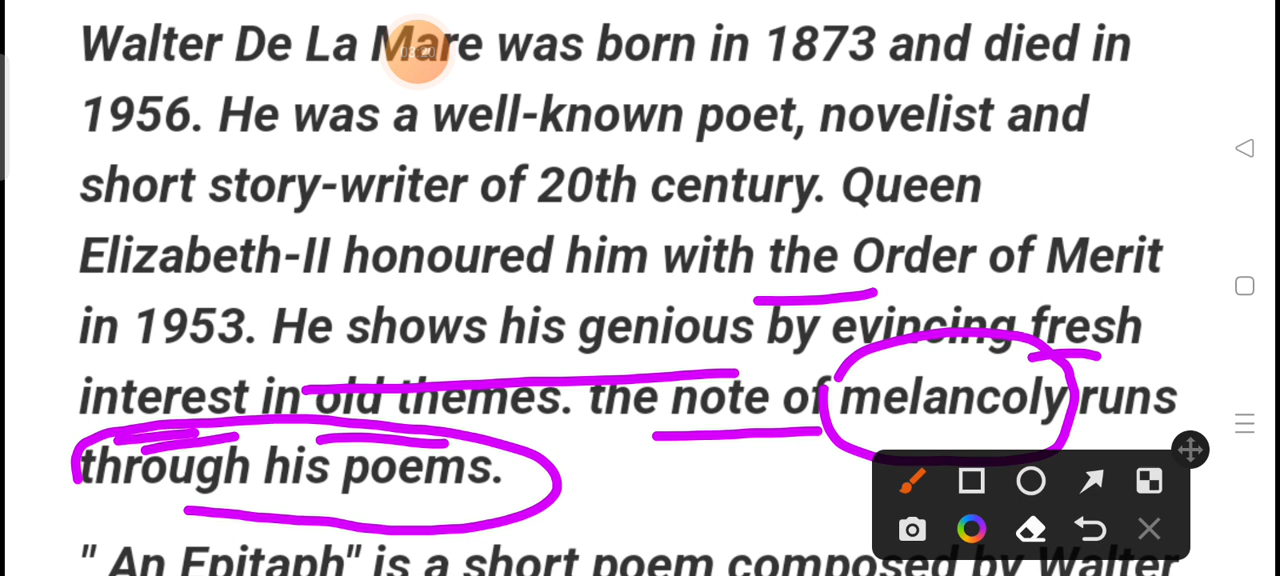 Walter De La Mare was born in 1873 and died in
1956. He was a well-known poet, novelist and
short story-writer of 20th century. Queen
Elizabeth-II honoured him with the Order of Merit
in 1953. He shows his genious by evincing fresh
interest in old themes. the note of melancoly runs
through his poems.
" An Epitaph" is a short poem composed by Walter